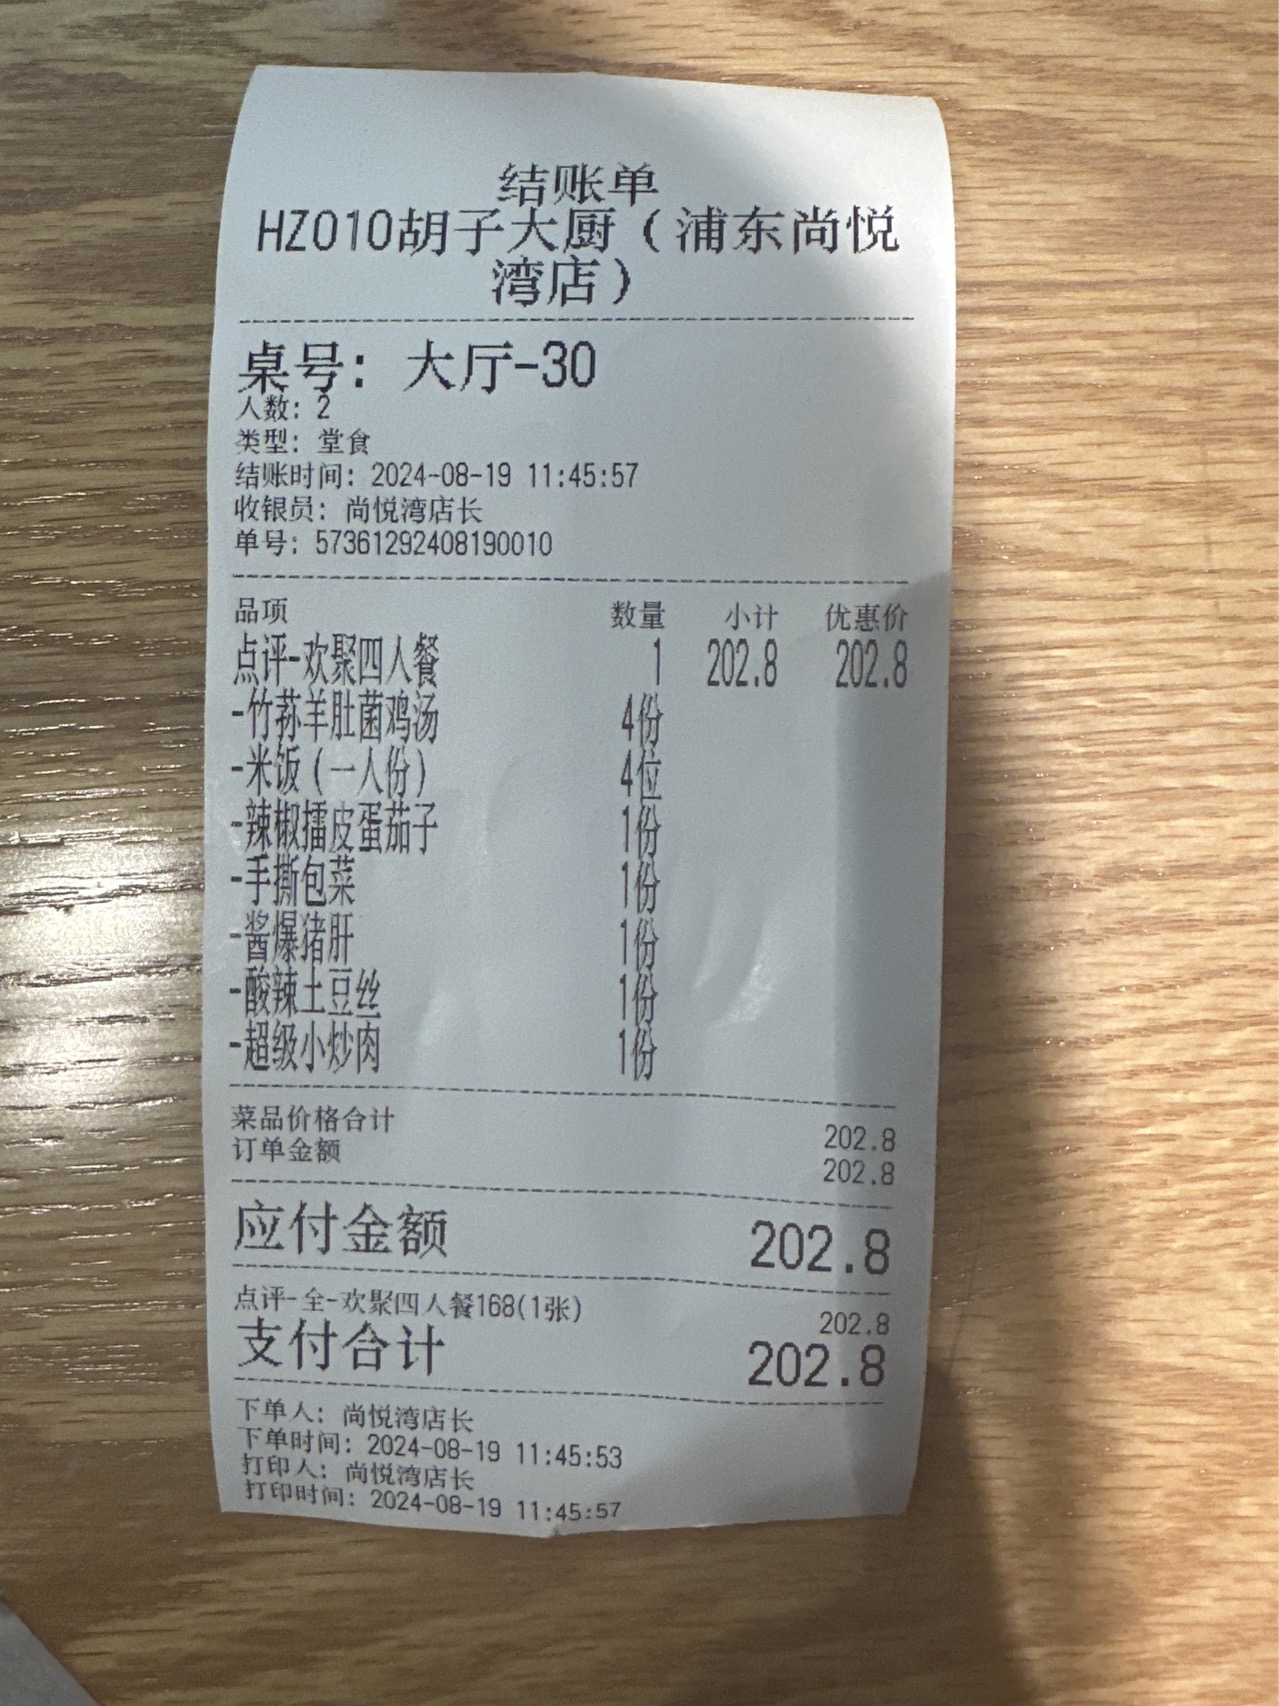 结账单
HZ010胡子大厨（浦东尚悦
湾店）
桌号：大厅-30
人数：2
类型：堂食
结账时间：2024-08-19 11:45:57
收银员：尚悦湾店长
单号：573612924081900​10
品项 数量 小计 优惠价
点评-欢聚四人餐 1 202.8 202.8
-竹荪羊肚菌鸡汤 4份
-米饭（一人份） 4位
-辣椒擂皮蛋茄子 1份
-手撕包菜 1份
-酱爆猪肝 1份
-酸辣土豆丝 1份
-超级小炒肉 1份
菜品价格合计 202.8
订单金额 202.8
应付金额 202.8
点评-全-欢聚四人餐168(1张) 202.8
支付合计 202.8
下单人：尚悦湾店长
下单时间：2024-08-19 11:45:53
打印人：尚悦湾店长
打印时间：2024-08-19 11:45:57